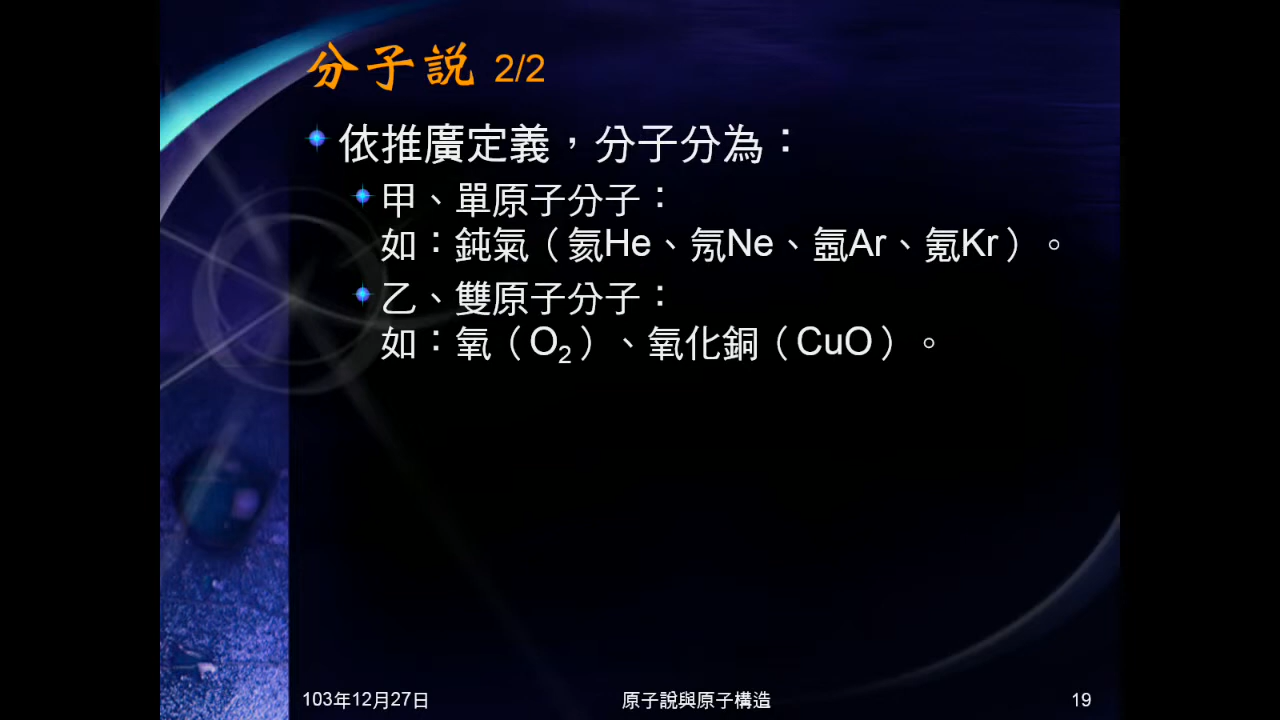 分子說 2/2
依推廣定義，分子分為：
甲、單原子分子：
如：鈍氣（氦He、氖Ne、氬Ar、氪Kr）。
乙、雙原子分子：
如：氧（O₂）、氧化銅（CuO）。
103年12月27日
原子說與原子構造
19